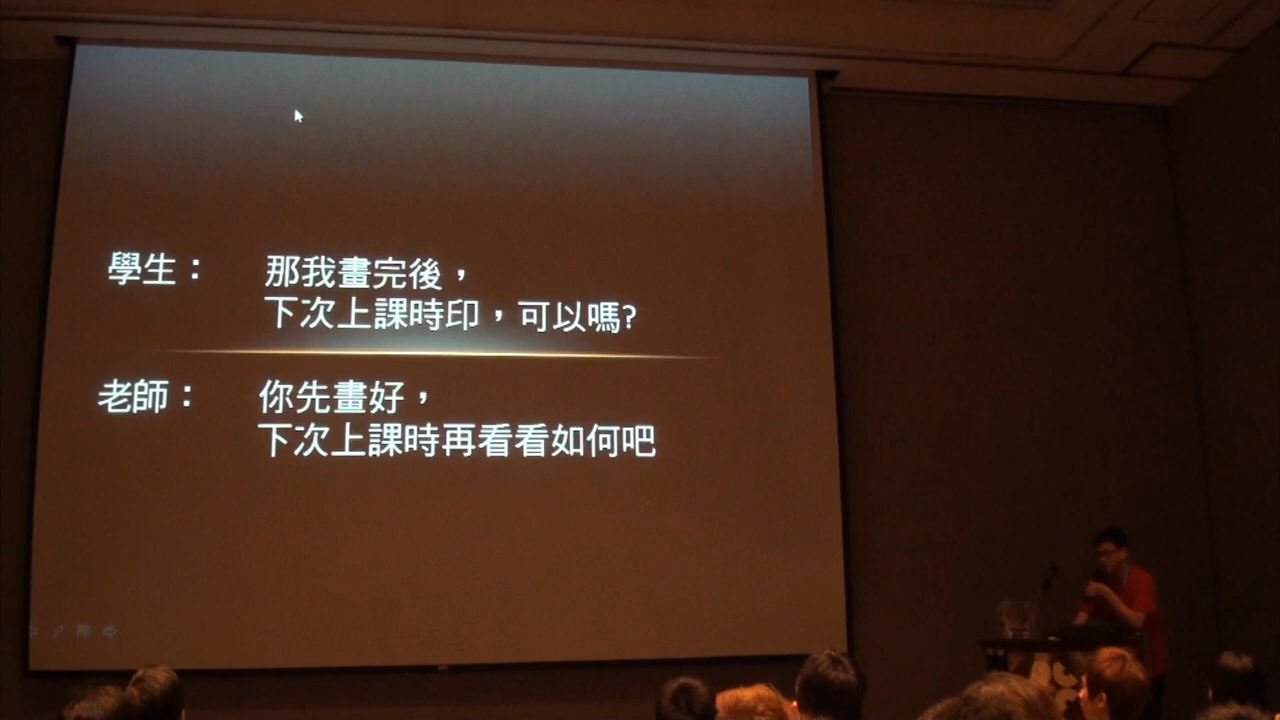 學生： 那我畫完後，
下次上課時印，可以嗎?
老師： 你先畫好，
下次上課時再看看如何吧